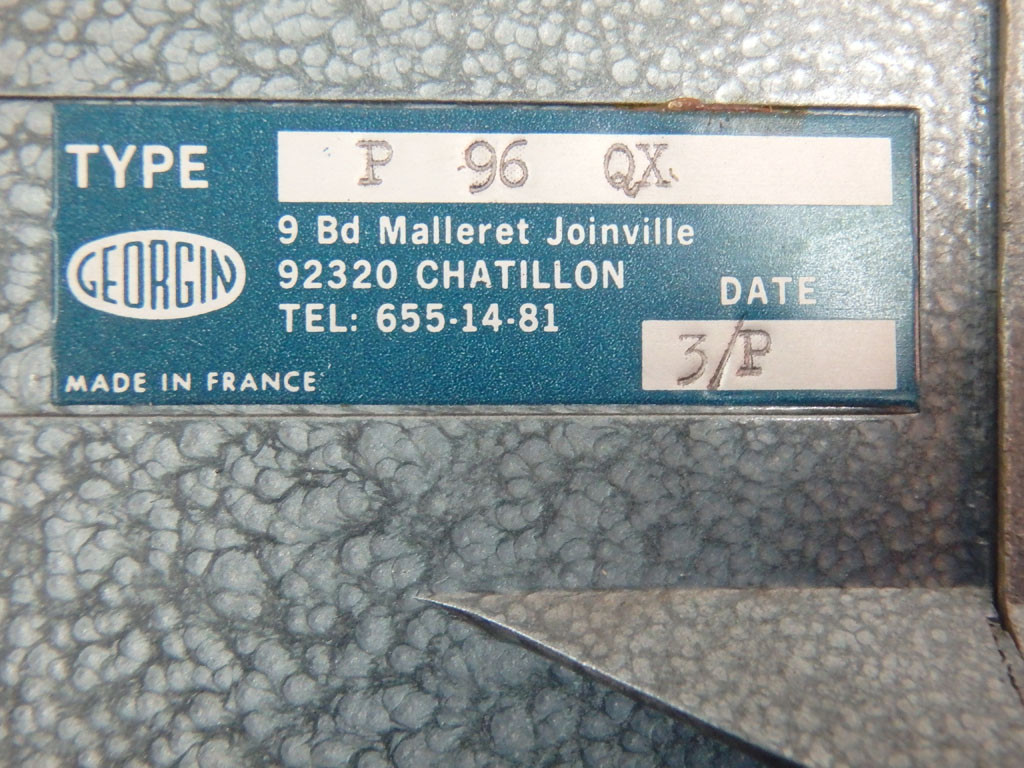 TYPE P 96 QX
GEORGIN
9 Bd Malleret Joinville
92320 CHATILLON
TEL: 655-14-81
DATE
3/P
MADE IN FRANCE